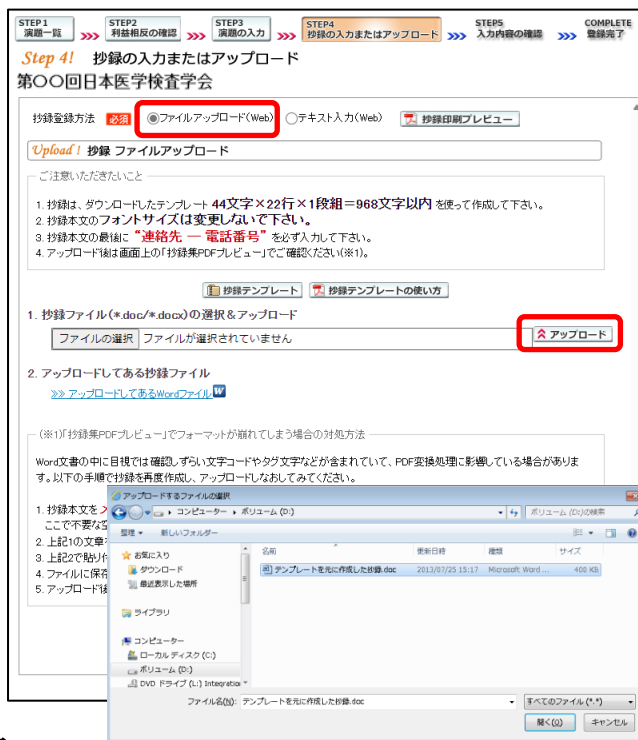 STEP1 STEP2 STEP3 STEP4 STEP5 COMPLETE
演題一覧 >>> 利益相反の確認 >>> 演題の入力 >>> 抄録の入力またはアップロード >>> 入力内容の確認 >>> 登録完了
Step 4! 抄録の入力またはアップロード
第〇〇回日本医学検査学会
抄録登録方法 必須 ファイルアップロード(Web) テキスト入力(Web) 抄録印刷プレビュー
Upload! 抄録 ファイルアップロード
ご注意いただきたいこと
1. 抄録は、ダウンロードしたテンプレート 44文字×22行×1段組=968文字以内 を使って作成して下さい。
2. 抄録本文のフォントサイズは変更しないで下さい。
3. 抄録本文の最後に "連絡先 ― 電話番号" を必ず入力して下さい。
4. アップロード後は画面上の「抄録集PDFプレビュー」でご確認ください(※1)。
抄録テンプレート 抄録テンプレートの使い方
1. 抄録ファイル(*.doc/*.docx)の選択&アップロード
ファイルの選択 ファイルが選択されていません アップロード
2. アップロードしてある抄録ファイル
>> アップロードしてあるWordファイル
(※1)「抄録集PDFプレビュー」でフォーマットが崩れてしまう場合の対処方法
Word文書の中に目視では確認しずらい文字コードやタグ文字などが含まれていて、PDF変換処理に影響している場合がありま
す。以下の手順で抄録を再度作成し、アップロードしなおしてみてください。
1. 抄録本文を
ここで不要な
2. 上記1の文章
3. 上記2で貼り付
4. ファイルに保存
5. アップロード後
アップロードするファイルの選択
コンピューター ボリューム (D:) ボリューム (D:)の検索
整理 新しいフォルダー
お気に入り 名前 更新日時 種類 サイズ
ダウンロード テンプレートを元に作成した抄録.doc 2013/07/25 15:17 Microsoft Word ... 400 KB
最近表示した場所
ライブラリ
コンピューター
ローカル ディスク (C:)
ボリューム (D:)
DVD ドライブ (L:) Integration
ファイル名(N): テンプレートを元に作成した抄録.doc すべてのファイル (*.*)
開く(O) キャンセル